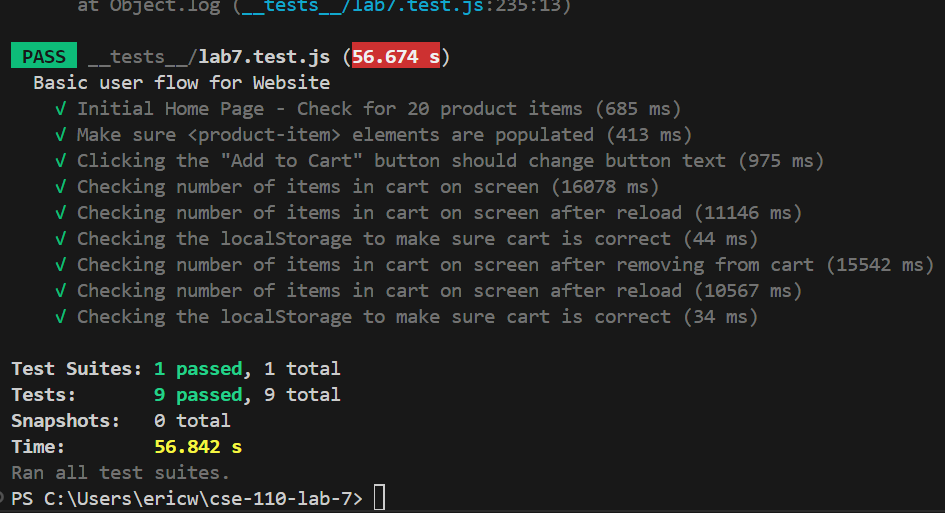 at Object.log (__tests__/lab7.test.js:235:13)
PASS __tests__/lab7.test.js (56.674 s)
Basic user flow for Website
√ Initial Home Page - Check for 20 product items (685 ms)
√ Make sure <product-item> elements are populated (413 ms)
√ Clicking the "Add to Cart" button should change button text (975 ms)
√ Checking number of items in cart on screen (16078 ms)
√ Checking number of items in cart on screen after reload (11146 ms)
√ Checking the localStorage to make sure cart is correct (44 ms)
√ Checking number of items in cart on screen after removing from cart (15542 ms)
√ Checking number of items in cart on screen after reload (10567 ms)
√ Checking the localStorage to make sure cart is correct (34 ms)
Test Suites: 1 passed, 1 total
Tests: 9 passed, 9 total
Snapshots: 0 total
Time: 56.842 s
Ran all test suites.
PS C:\Users\ericw\cse-110-lab-7>